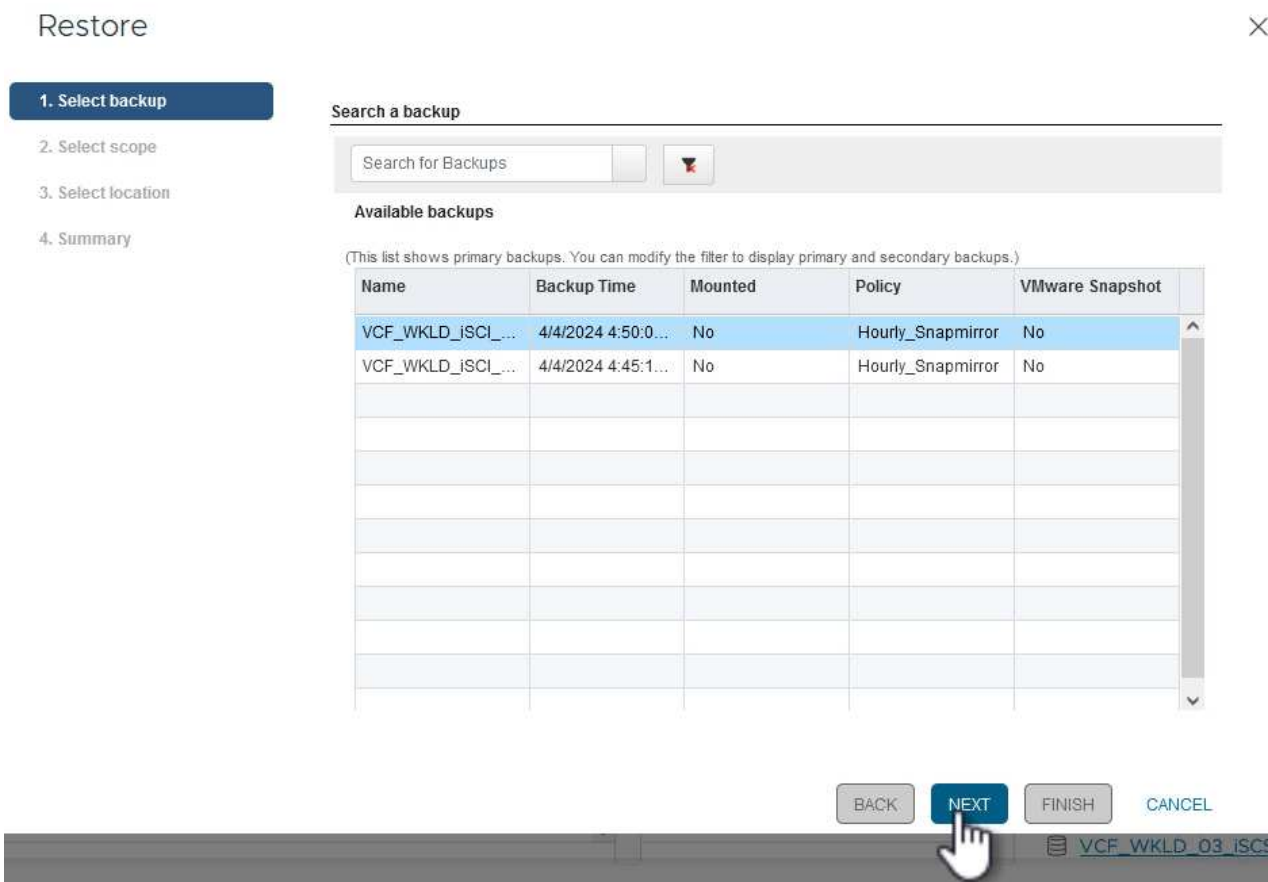 Restore
1. Select backup
2. Select scope
3. Select location
4. Summary
Search a backup
Search for Backups
Available backups
(This list shows primary backups. You can modify the filter to display primary and secondary backups.)
Name Backup Time Mounted Policy VMware Snapshot
VCF_WKLD_iSCI_... 4/4/2024 4:50:0... No Hourly_Snapmirror No
VCF_WKLD_iSCI_... 4/4/2024 4:45:1... No Hourly_Snapmirror No
BACK NEXT FINISH CANCEL
VCF_WKLD_03_iSCS